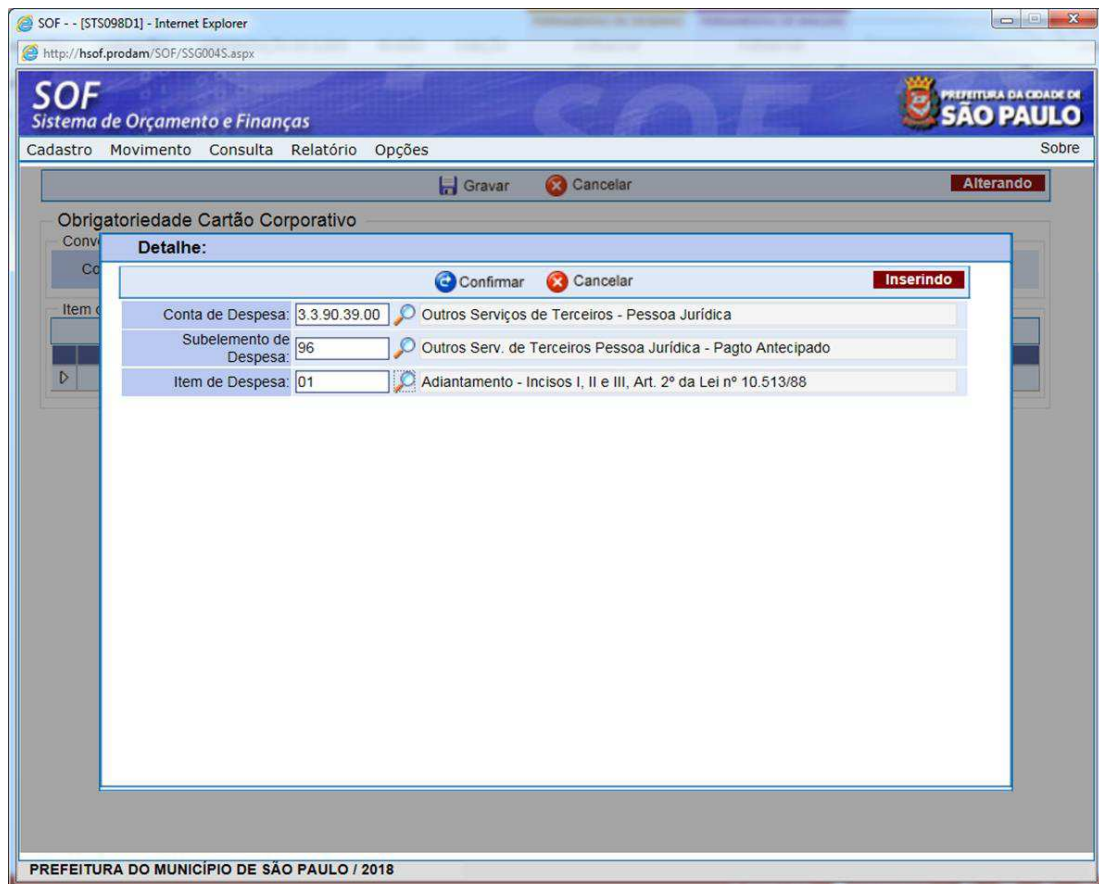 SOF - - [STS098D1] - Internet Explorer
http://hsof.prodam/SOF/SSG004S.aspx
SOF
Sistema de Orçamento e Finanças
PREFEITURA DA CIDADE DE
SÃO PAULO
Cadastro Movimento Consulta Relatório Opções Sobre
Gravar Cancelar Alterando
Obrigatoriedade Cartão Corporativo
Conv
Co
Item
Detalhe:
Confirmar Cancelar Inserindo
Conta de Despesa: 3.3.90.39.00 Outros Serviços de Terceiros - Pessoa Jurídica
Subelemento de
Despesa: 96 Outros Serv. de Terceiros Pessoa Jurídica - Pagto Antecipado
Item de Despesa: 01 Adiantamento - Incisos I, II e III, Art. 2º da Lei nº 10.513/88
PREFEITURA DO MUNICÍPIO DE SÃO PAULO / 2018